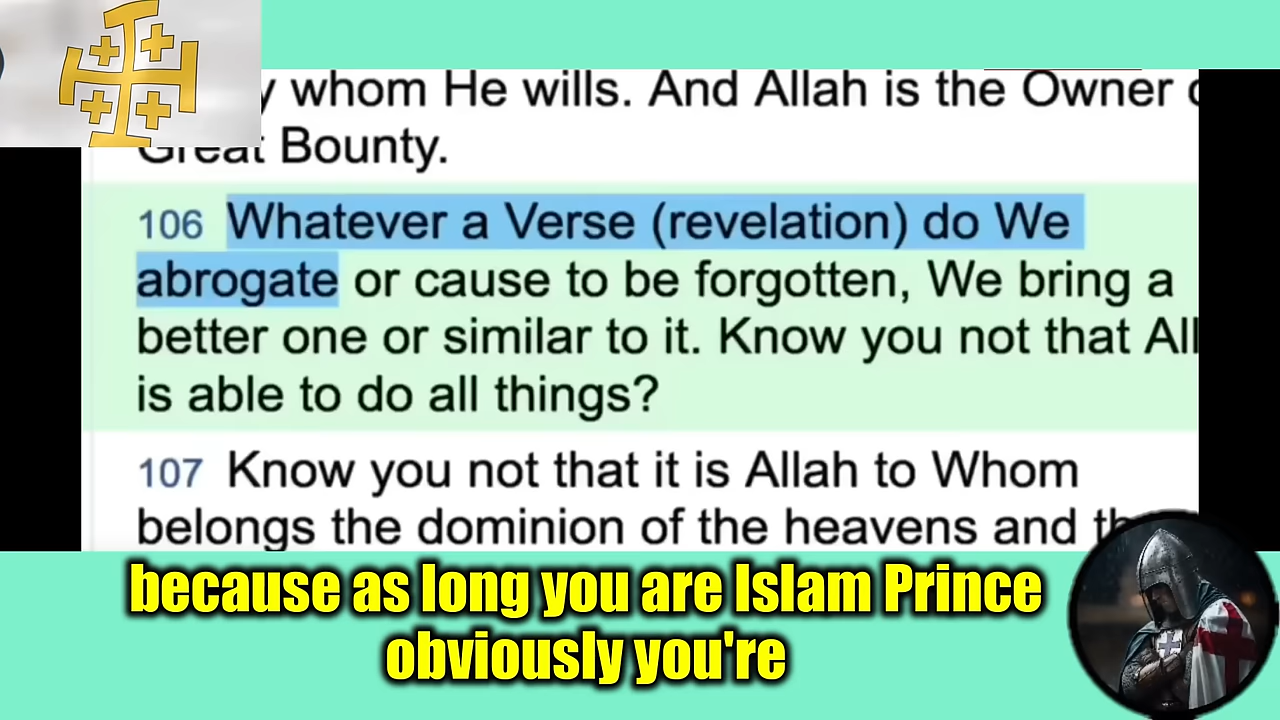 y whom He wills. And Allah is the Owner
Great Bounty.
106 Whatever a Verse (revelation) do We
abrogate or cause to be forgotten, We bring a
better one or similar to it. Know you not that All
is able to do all things?
107 Know you not that it is Allah to Whom
belongs the dominion of the heavens and th
because as long you are Islam Prince
obviously you're